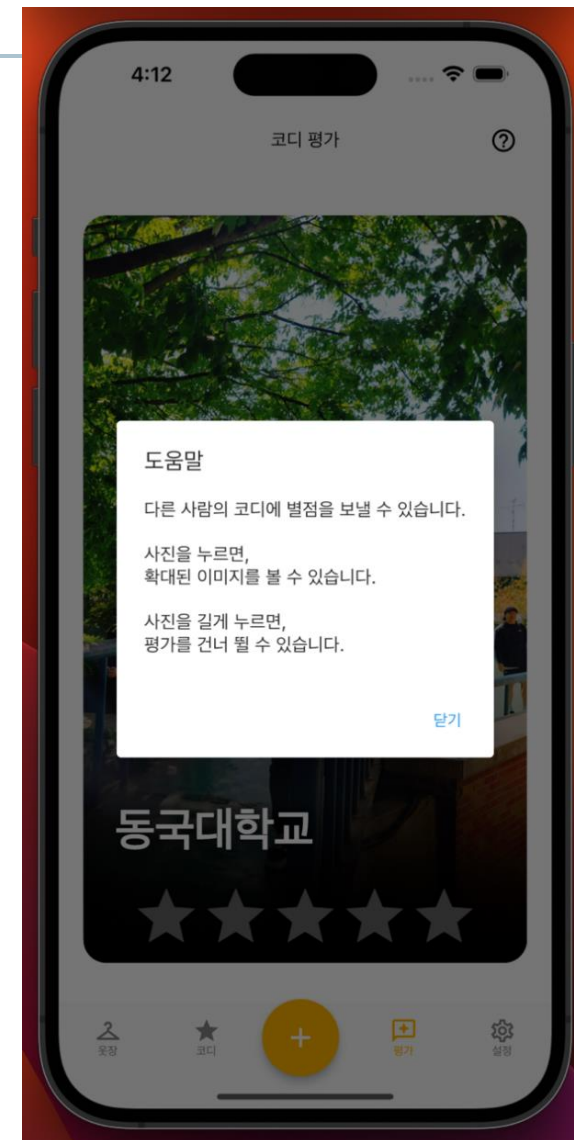 4:12
코디 평가
도움말
다른 사람의 코디에 별점을 보낼 수 있습니다.
사진을 누르면,
확대된 이미지를 볼 수 있습니다.
사진을 길게 누르면,
평가를 건너 뛸 수 있습니다.
닫기
동국대학교
옷장
코디
평가
설정